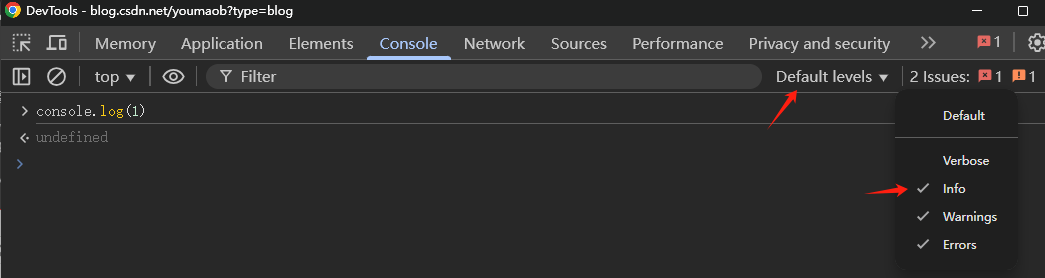 DevTools - blog.csdn.net/youmaob?type=blog
Memory Application Elements Console Network Sources Performance Privacy and security 1
top Filter Default levels 2 Issues: 1 1
console.log(1)
undefined
Default
Verbose
Info
Warnings
Errors